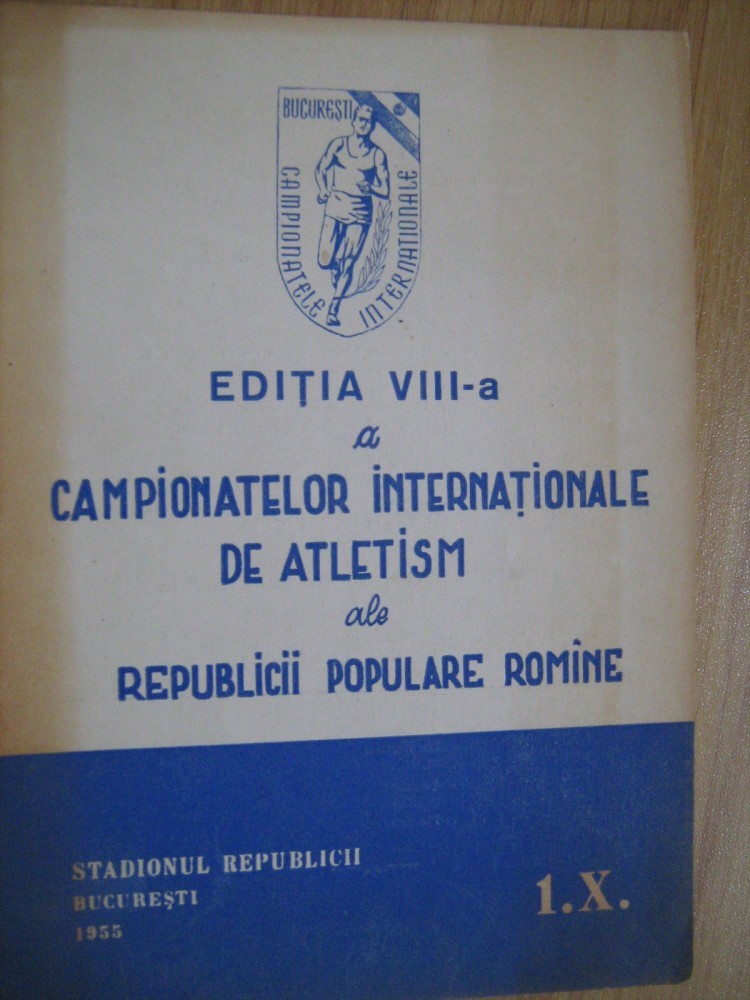 BUCUREȘTI
CAMPIONATELE
INTERNAȚIONALE
EDIȚIA VIII-a
a
CAMPIONATELOR INTERNAȚIONALE
DE ATLETISM
ale
REPUBLICII POPULARE ROMÎNE
STADIONUL REPUBLICII
BUCUREȘTI
1955
1.X.